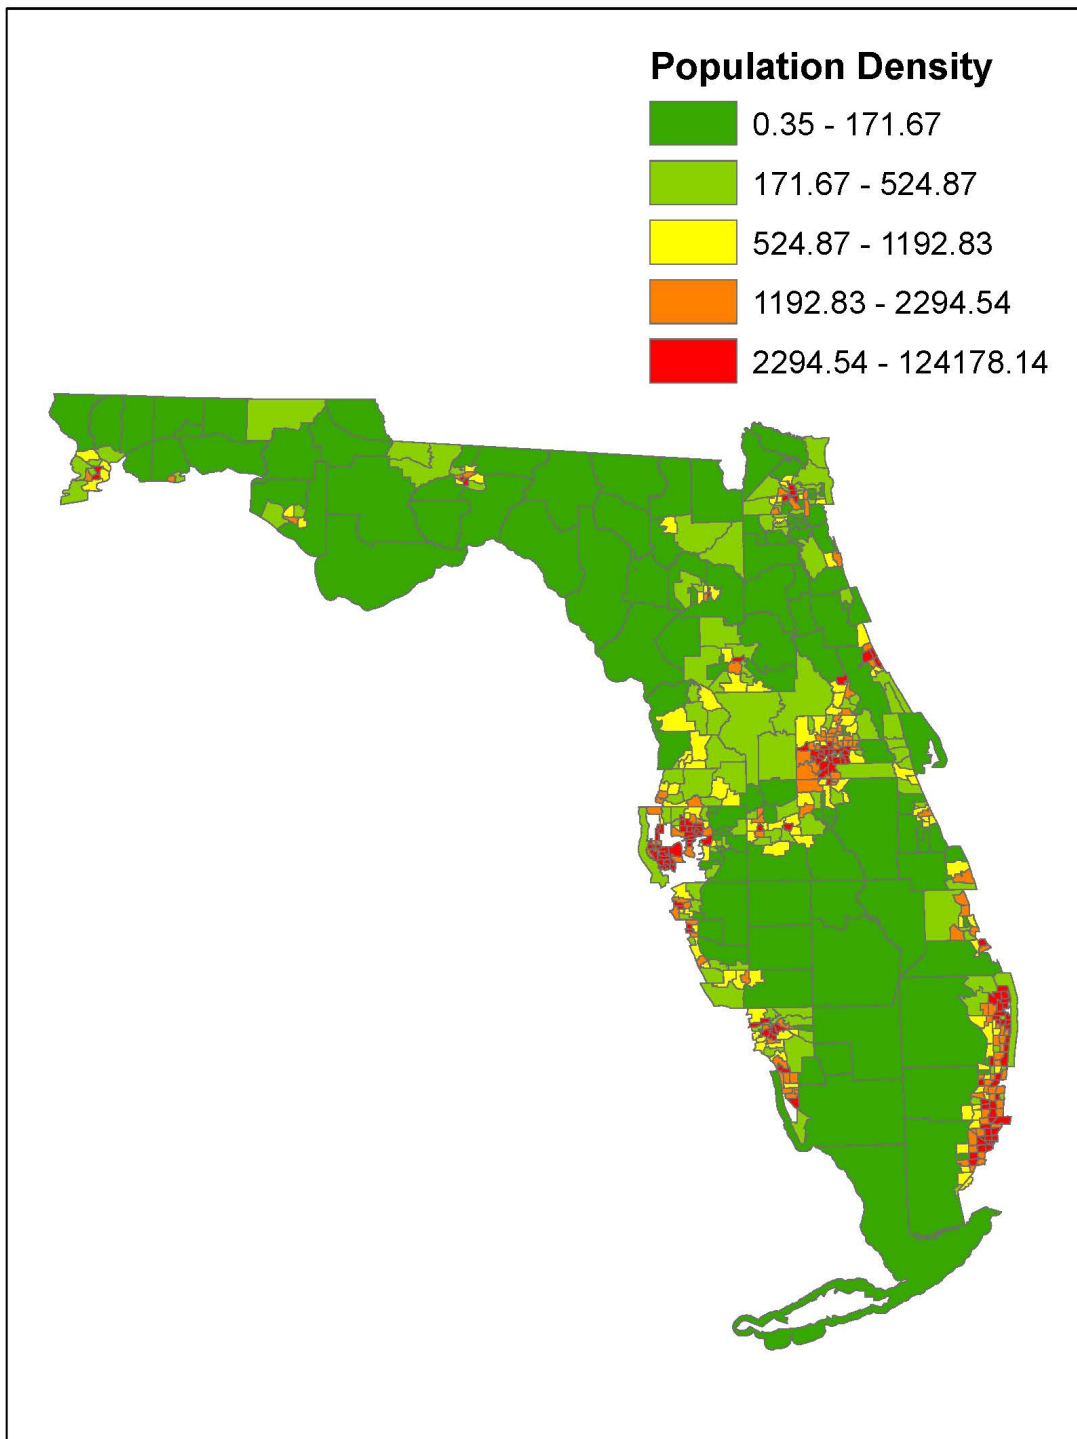 Population Density
0.35 - 171.67
171.67 - 524.87
524.87 - 1192.83
1192.83 - 2294.54
2294.54 - 124178.14